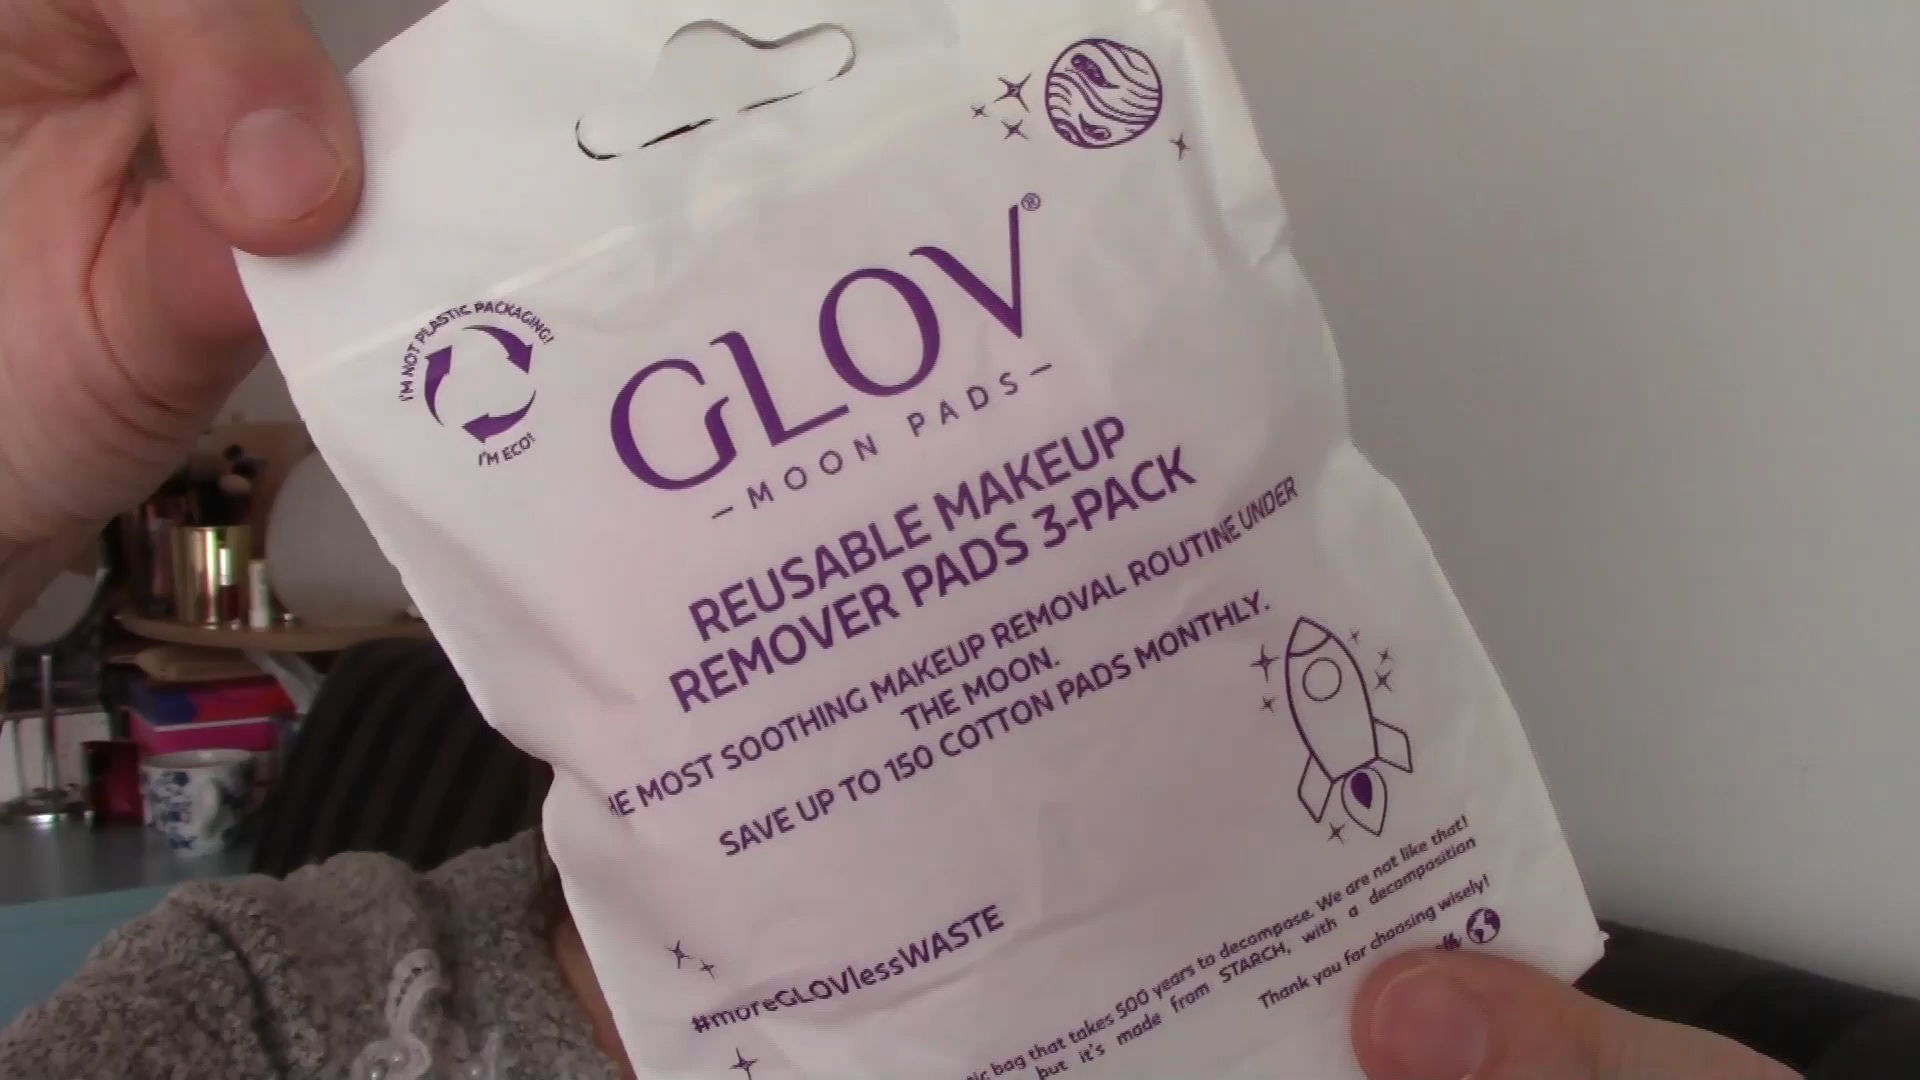 I'M NOT PLASTIC PACKAGING!
I'M ECO!
GLOV®
— MOON PADS —
REUSABLE MAKEUP
REMOVER PADS 3-PACK
MOST SOOTHING MAKEUP REMOVAL ROUTINE UNDER
THE MOON.
SAVE UP TO 150 COTTON PADS MONTHLY.
#moreGLOVlessWASTE
bag that takes 500 years to decompose. We are not like that!
but it's made from STARCH, with a decomposition
Thank you for choosing wisely!